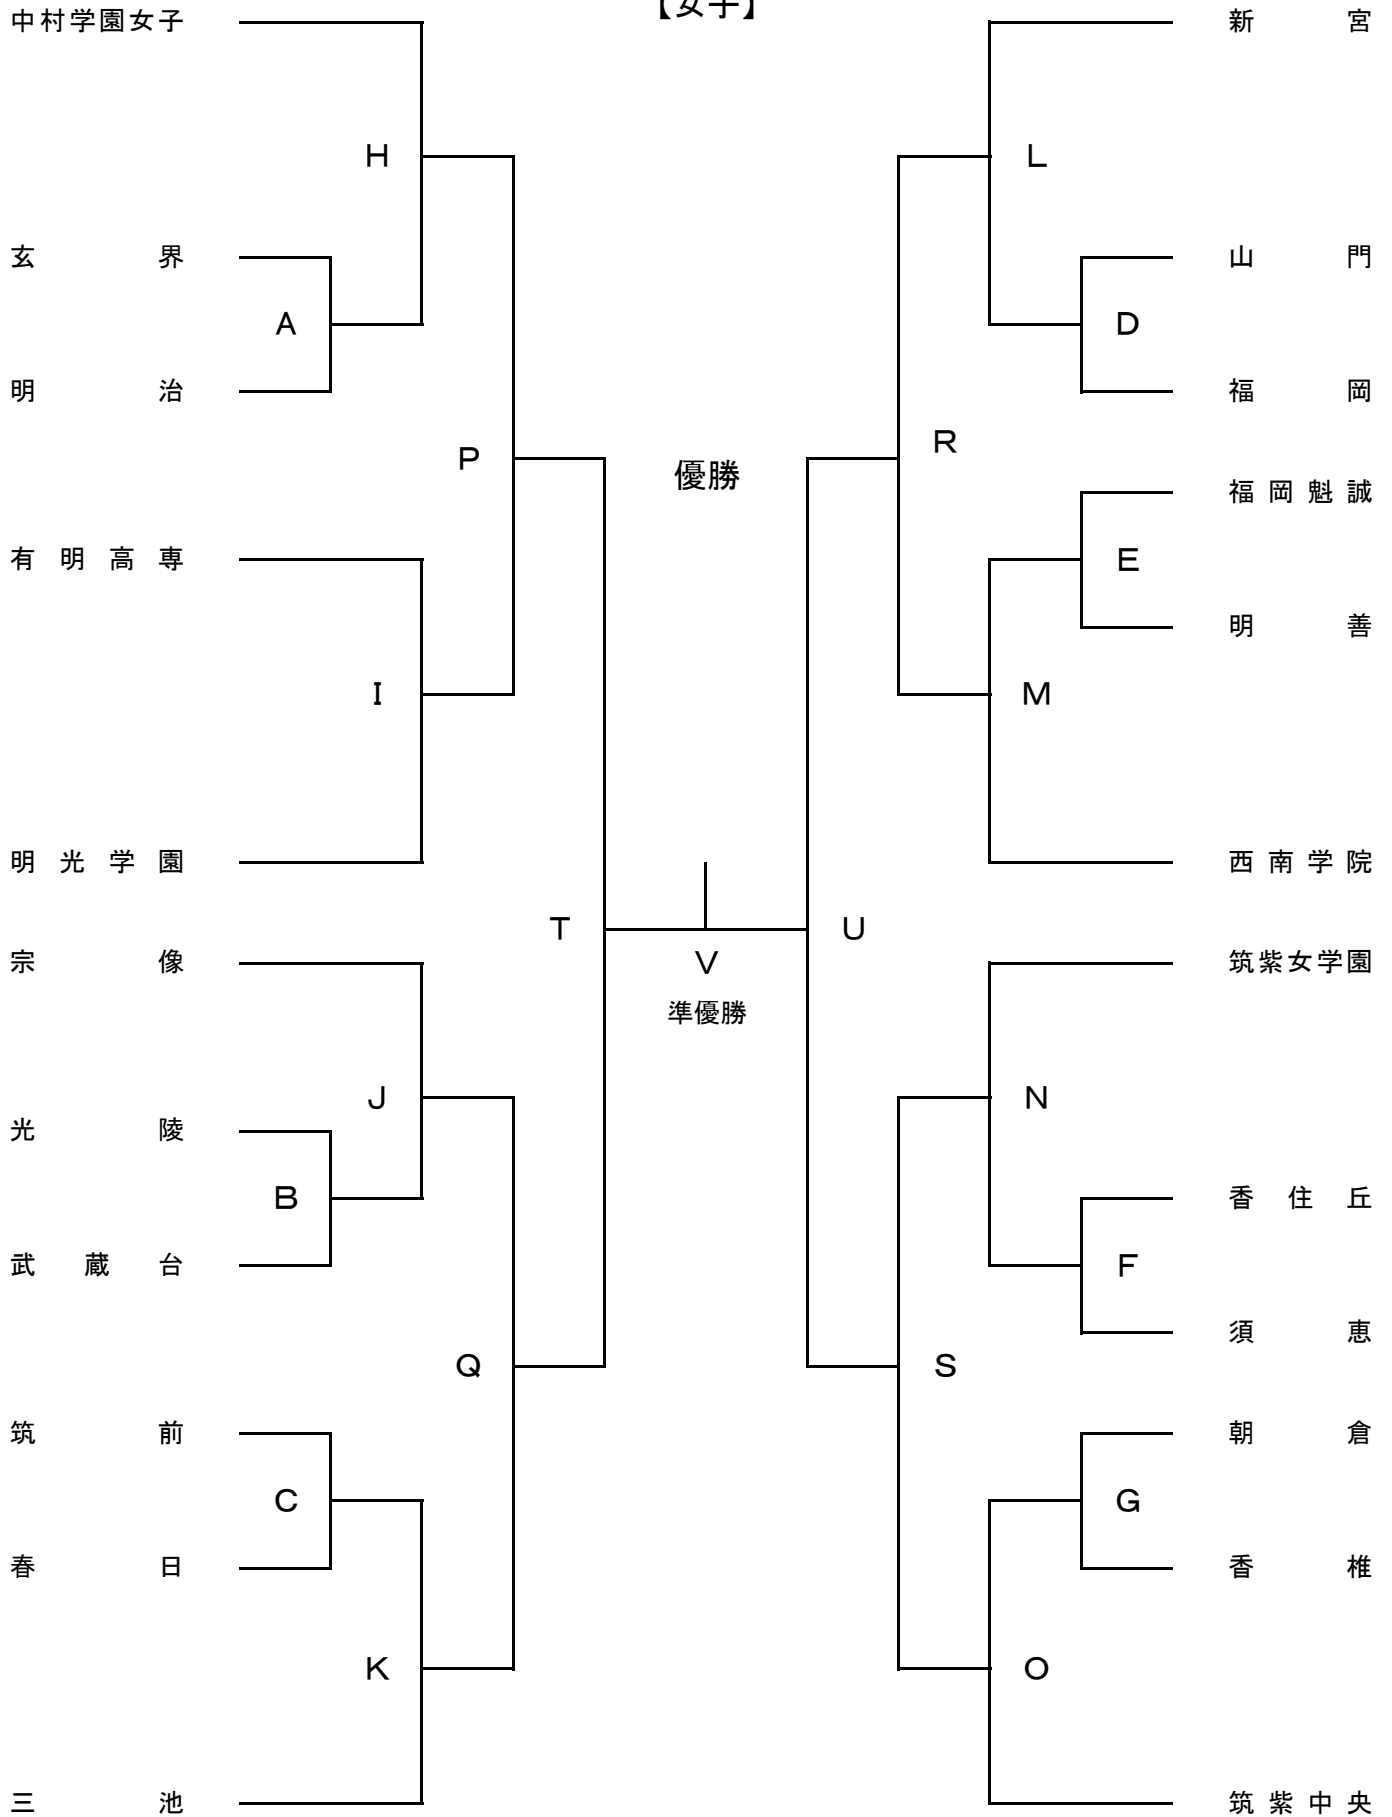 【女子】
中村学園女子
新宮
H
L
玄界
山門
A
D
明治
福岡
R
P
優勝
福岡魁誠
有明高専
E
明善
I
M
明光学園
西南学院
T
U
宗像
V
筑紫女学園
準優勝
J
N
光陵
B
香住丘
武蔵台
F
須恵
Q
S
筑前
朝倉
C
G
春日
香椎
K
O
三池
筑紫中央